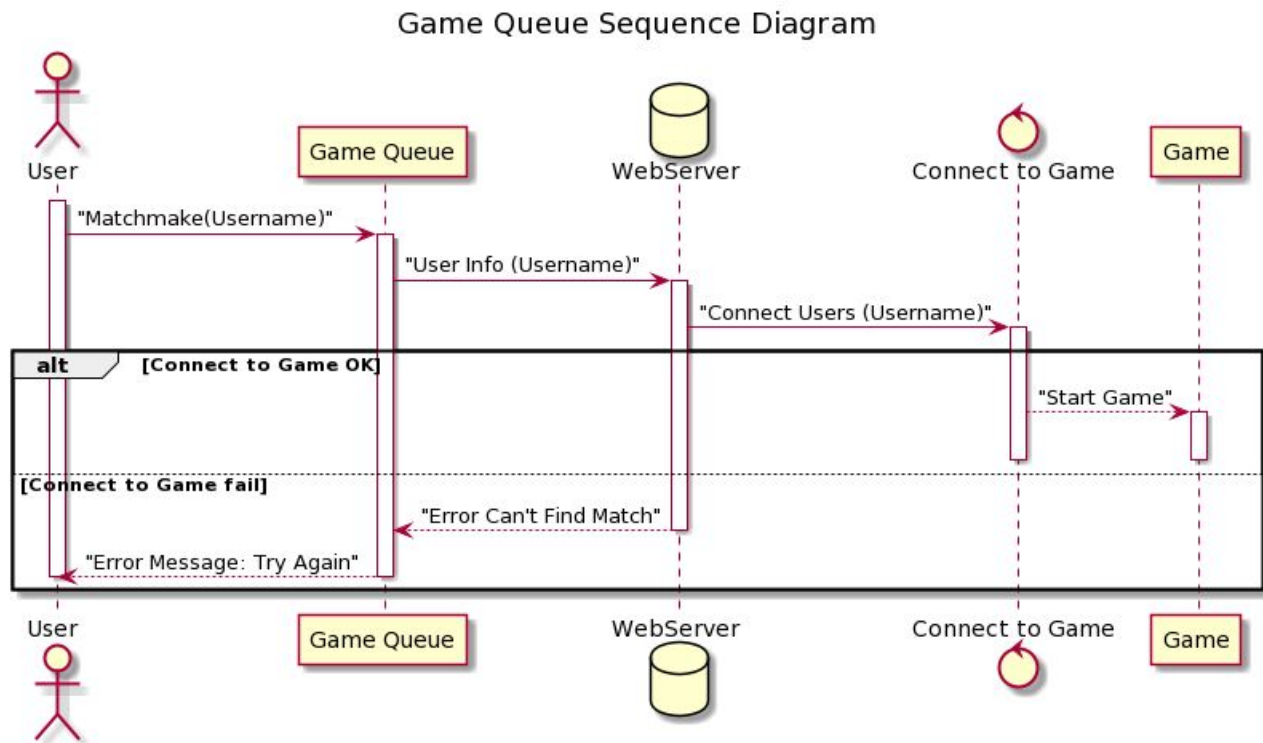 Game Queue Sequence Diagram
User
Game Queue
WebServer
Connect to Game
Game
"Matchmake(Username)"
"User Info (Username)"
"Connect Users (Username)"
alt
[Connect to Game OK]
"Start Game"
[Connect to Game fail]
"Error Can't Find Match"
"Error Message: Try Again"
User
Game Queue
WebServer
Connect to Game
Game